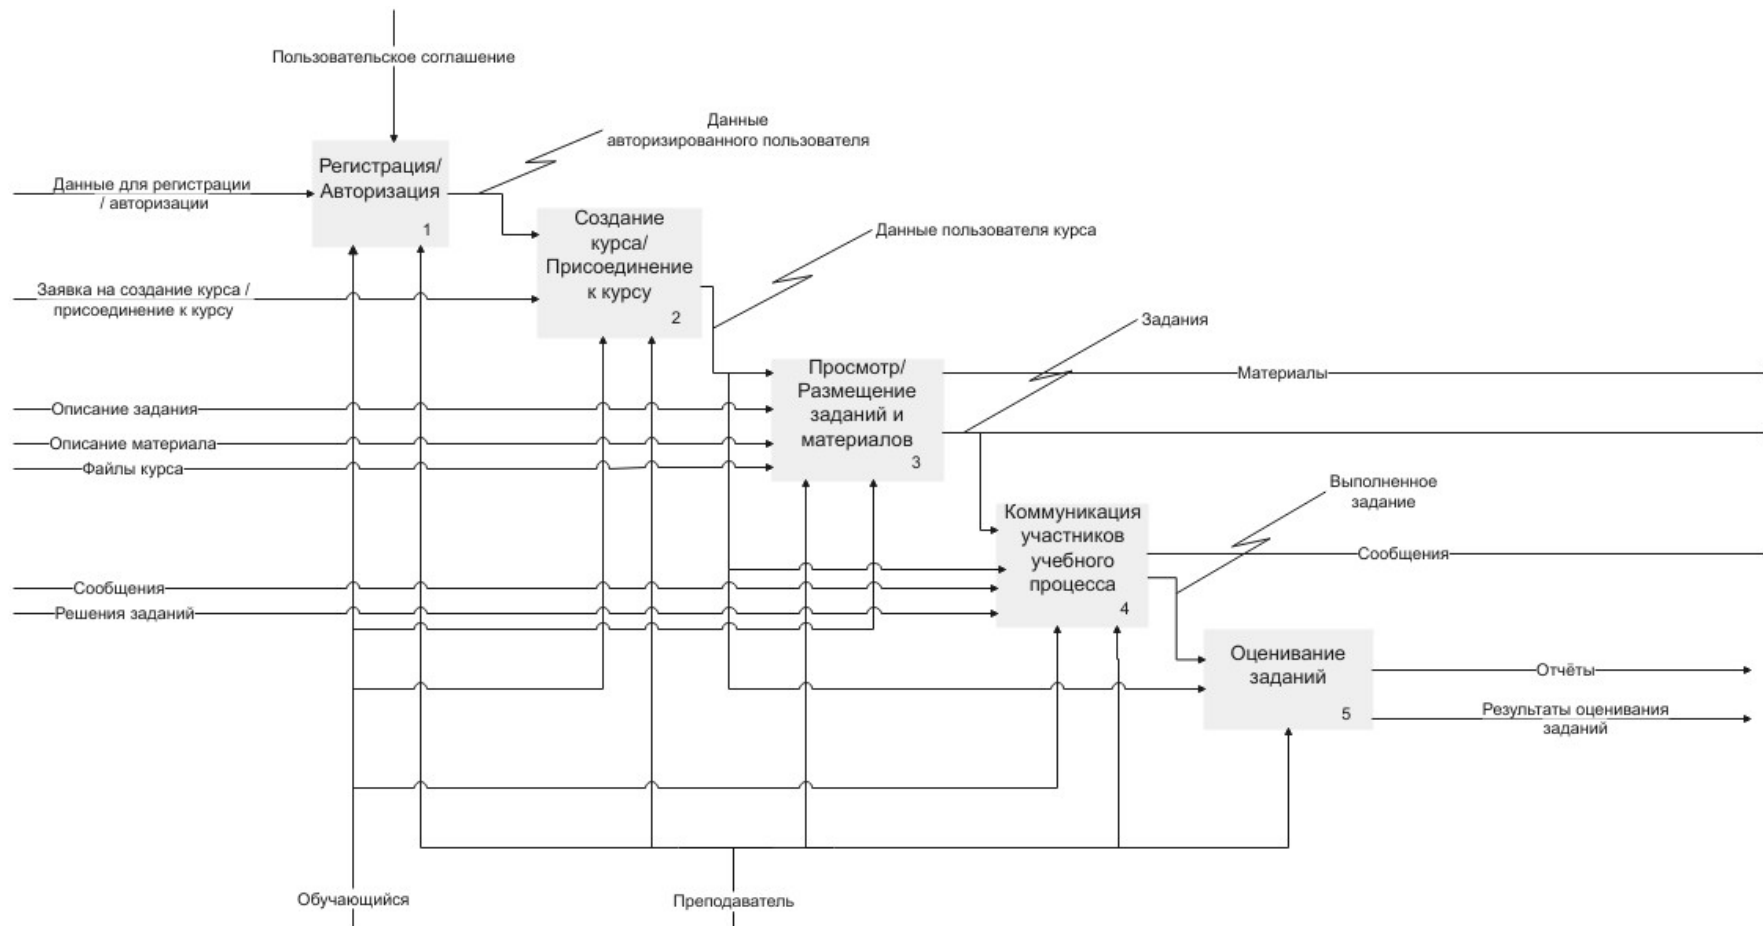 Пользовательское соглашение
Данные
авторизированного пользователя
Регистрация/
Авторизация
1
Данные для регистрации
/ авторизации
Создание
курса/
Присоединение
к курсу
2
Данные пользователя курса
Заявка на создание курса /
присоединение к курсу
Задания
Просмотр/
Размещение
заданий и
материалов
3
Материалы
Описание задания
Описание материала
Файлы курса
Выполненное
задание
Коммуникация
участников
учебного
процесса
4
Сообщения
Сообщения
Решения заданий
Оценивание
заданий
5
Отчёты
Результаты оценивания
заданий
Обучающийся
Преподаватель